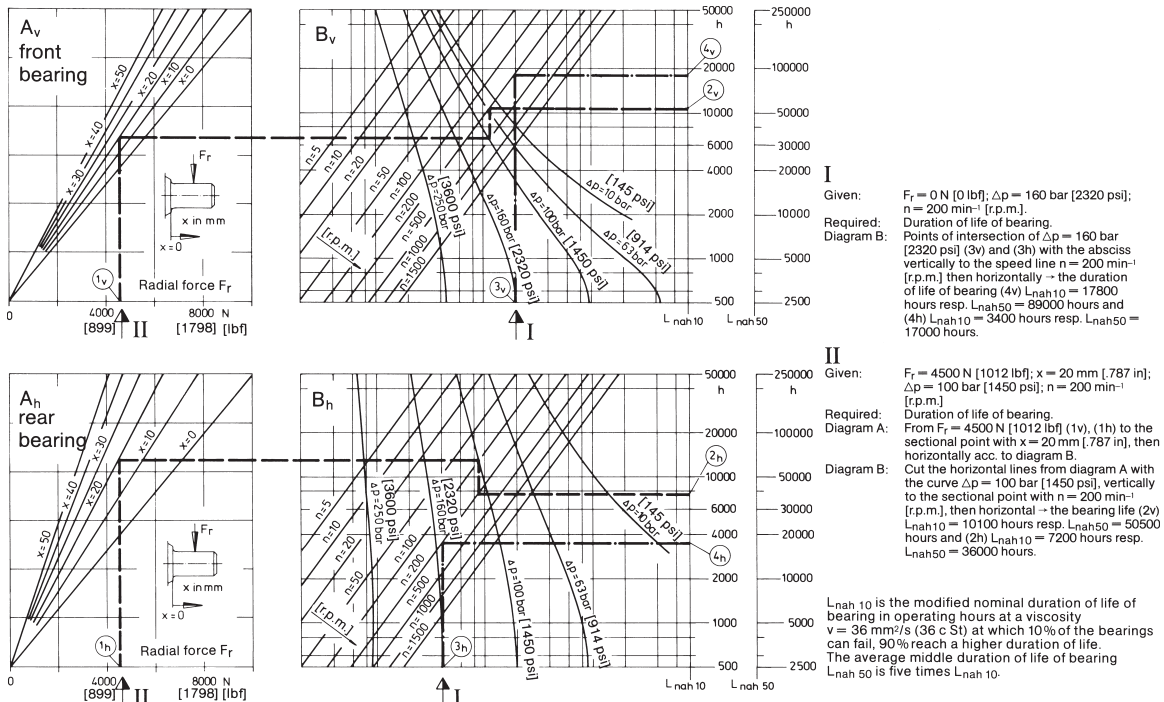 A v
front
bearing
x=50
x=40
x=30
x=20
x=10
x=0
F r
x in mm
x=0
1v
Radial force F r
0 4000 8000 N
[899] II [1798] [lbf]
B v
n=5
n=10
n=20
n=50
n=100
n=200
n=500
n=1000
n=1500
[r.p.m.]
[3600 psi]
Δp=250 bar
Δp=160 bar [2320 psi]
Δp=100 bar [1450 psi]
Δp=63 bar [914 psi]
[145 psi]
Δp=10 bar
3v
I
4v
2v
50000 250000
h h
20000 100000
10000 50000
6000 30000
4000 20000
2000 10000
1000 5000
500 2500
L nah 10 L nah 50
A h
rear
bearing
x=50
x=40
x=30
x=20
x=10
x=0
F r
x in mm
x=0
1h
Radial force F r
0 4000 8000 N
[899] II [1798] [lbf]
B h
n=5
n=10
n=20
n=50
n=100
n=200
n=500
n=1000
n=1500
[r.p.m.]
[3600 psi]
Δp=250 bar
[2320 psi]
Δp=160 bar
Δp=100 bar [1450 psi]
Δp=63 bar [914 psi]
[145 psi]
Δp=10 bar
3h
I
2h
4h
50000 250000
h h
20000 100000
10000 50000
6000 30000
4000 20000
2000 10000
1000 5000
500 2500
L nah 10 L nah 50
I
Given: Fr = 0 N [0 lbf]; △p = 160 bar [2320 psi];
n = 200 min⁻¹ [r.p.m.].
Required: Duration of life of bearing.
Diagram B: Points of intersection of △p = 160 bar
[2320 psi] (3v) and (3h) with the absciss
vertically to the speed line n = 200 min⁻¹
[r.p.m] then horizontally → the duration
of life of bearing (4v) Lnah10 = 17800
hours resp. Lnah50 = 89000 hours and
(4h) Lnah10 = 3400 hours resp. Lnah50 =
17000 hours.
II
Given: Fr = 4500 N [1012 lbf]; x = 20 mm [.787 in];
△p = 100 bar [1450 psi]; n = 200 min⁻¹
[r.p.m.]
Required: Duration of life of bearing.
Diagram A: From Fr = 4500 N [1012 lbf] (1v), (1h) to the
sectional point with x = 20 mm [.787 in], then
horizontally acc. to diagram B.
Diagram B: Cut the horizontal lines from diagram A with
the curve △p = 100 bar [1450 psi], vertically
to the sectional point with n = 200 min⁻¹
[r.p.m.], then horizontal → the bearing life (2v)
Lnah10 = 10100 hours resp. Lnah50 = 50500
hours and (2h) Lnah10 = 7200 hours resp.
Lnah50 = 36000 hours.
Lnah 10 is the modified nominal duration of life of
bearing in operating hours at a viscosity
v = 36 mm²/s (36 c St) at which 10% of the bearings
can fail, 90% reach a higher duration of life.
The average middle duration of life of bearing
Lnah 50 is five times Lnah 10.